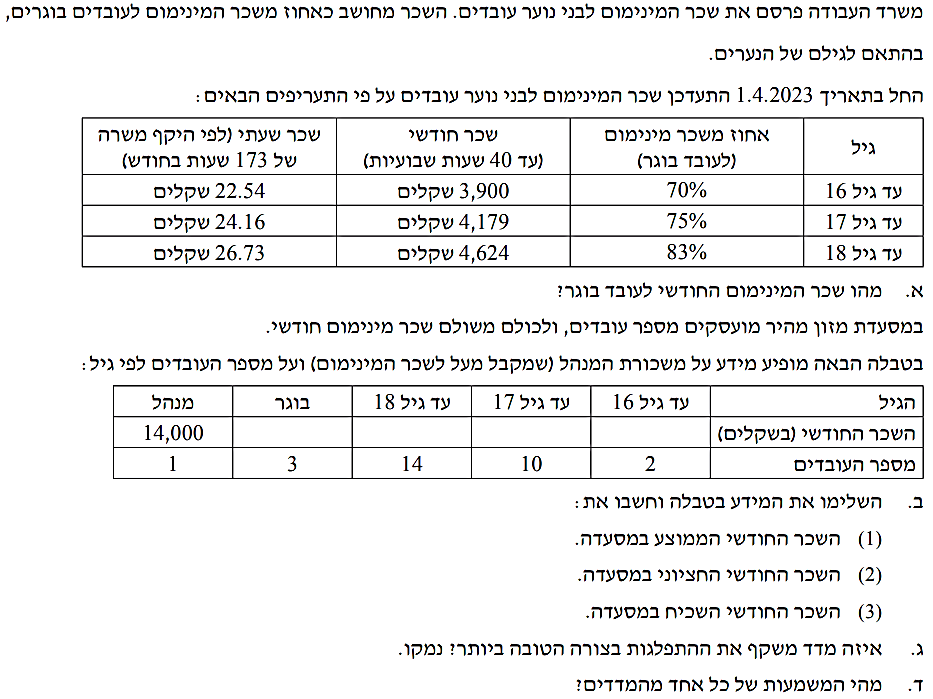 משרד העבודה פרסם את שכר המינימום לבני נוער עובדים. השכר מחושב כאחוז משכר המינימום לעובדים בוגרים,
בהתאם לגילם של הנערים.
החל בתאריך 1.4.2023 התעדכן שכר המינימום לבני נוער עובדים על פי התעריפים הבאים:
גיל | אחוז משכר מינימום (לעובד בוגר) | שכר חודשי (עד 40 שעות שבועיות) | שכר שעתי (לפי היקף משרה של 173 שעות בחודש)
עד גיל 16 | 70% | 3,900 שקלים | 22.54 שקלים
עד גיל 17 | 75% | 4,179 שקלים | 24.16 שקלים
עד גיל 18 | 83% | 4,624 שקלים | 26.73 שקלים
א. מהו שכר המינימום החודשי לעובד בוגר?
במסעדת מזון מהיר מועסקים מספר עובדים, ולכולם משולם שכר מינימום חודשי.
בטבלה הבאה מופיע מידע על משכורת המנהל (שמקבל מעל לשכר המינימום) ועל מספר העובדים לפי גיל:
הגיל | עד גיל 16 | עד גיל 17 | עד גיל 18 | בוגר | מנהל
השכר החודשי (בשקלים) | | | | | 14,000
מספר העובדים | 2 | 10 | 14 | 3 | 1
ב. השלימו את המידע בטבלה וחשבו את:
(1) השכר החודשי הממוצע במסעדה.
(2) השכר החודשי החציוני במסעדה.
(3) השכר החודשי השכיח במסעדה.
ג. איזה מדד משקף את ההתפלגות בצורה הטובה ביותר? נמקו.
ד. מהי המשמעות של כל אחד מהמדדים?